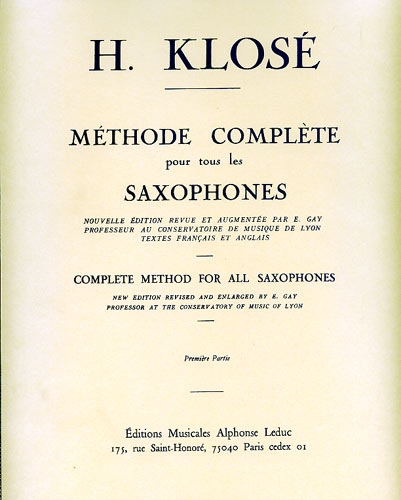 H. KLOSÉ
MÉTHODE COMPLÈTE
pour tous les
SAXOPHONES
NOUVELLE ÉDITION REVUE ET AUGMENTÉE PAR E. GAY
PROFESSEUR AU CONSERVATOIRE DE MUSIQUE DE LYON
TEXTES FRANÇAIS ET ANGLAIS
COMPLETE METHOD FOR ALL SAXOPHONES
NEW EDITION REVISED AND ENLARGED BY E. GAY
PROFESSOR AT THE CONSERVATORY OF MUSIC OF LYON
Première Partie
Éditions Musicales Alphonse Leduc
175, rue Saint-Honoré, 75040 Paris cedex 01